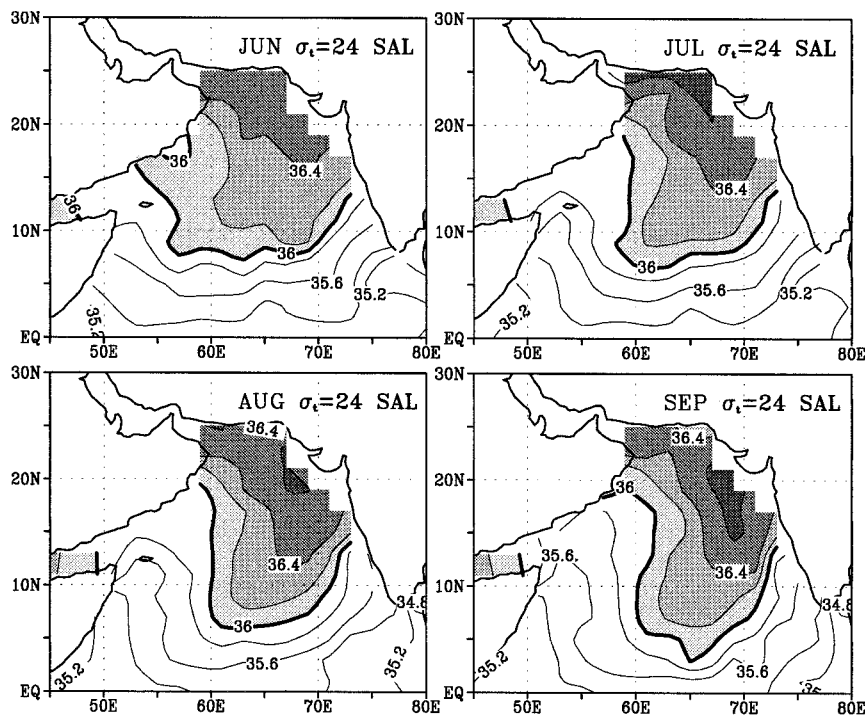 30N
JUN σt=24 SAL
20N
36
36.4
36
10N
36
35.6
35.2
35.2
EQ
50E 60E 70E 80E
30N
JUL σt=24 SAL
20N
36.4
10N
36
35.6
35.2
35.2
EQ
50E 60E 70E 80E
30N
AUG σt=24 SAL
36.4
20N
36.4
10N
34.8
36
35.6
35.2
35.2
EQ
50E 60E 70E 80E
30N
SEP σt=24 SAL
36.4
20N
36
35.6
36.4
10N
34.8
35.6
35.2
EQ
50E 60E 70E 80E